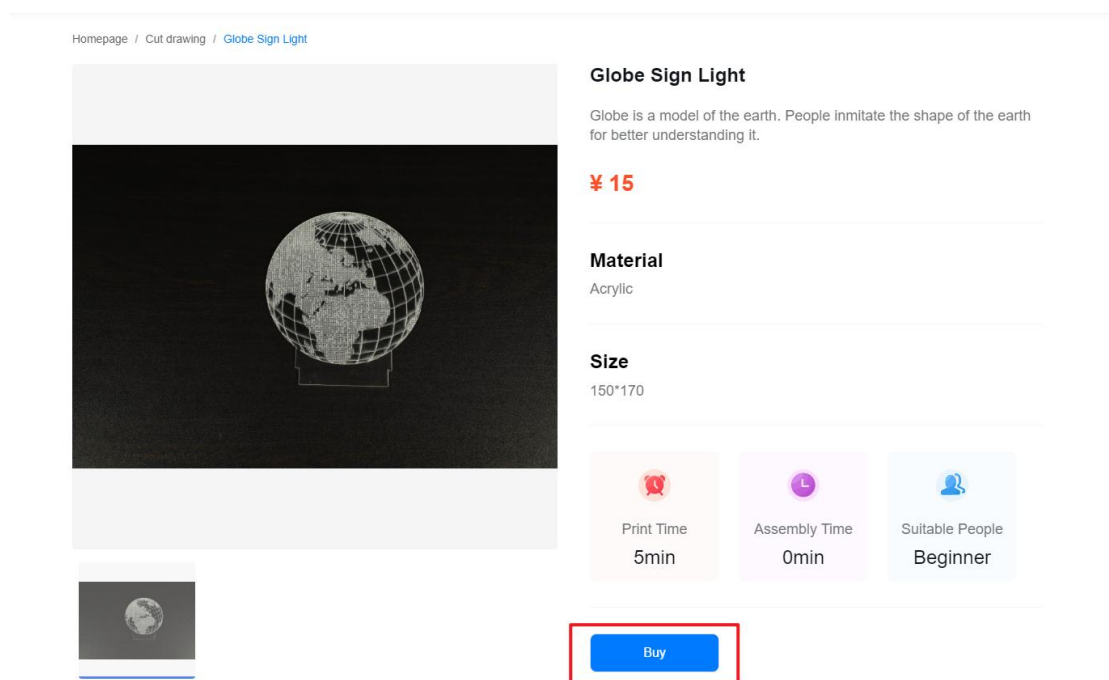 Homepage / Cut drawing / Globe Sign Light
Globe Sign Light
Globe is a model of the earth. People inmitate the shape of the earth
for better understanding it.
¥ 15
Material
Acrylic
Size
150*170
Print Time
5min
Assembly Time
0min
Suitable People
Beginner
Buy